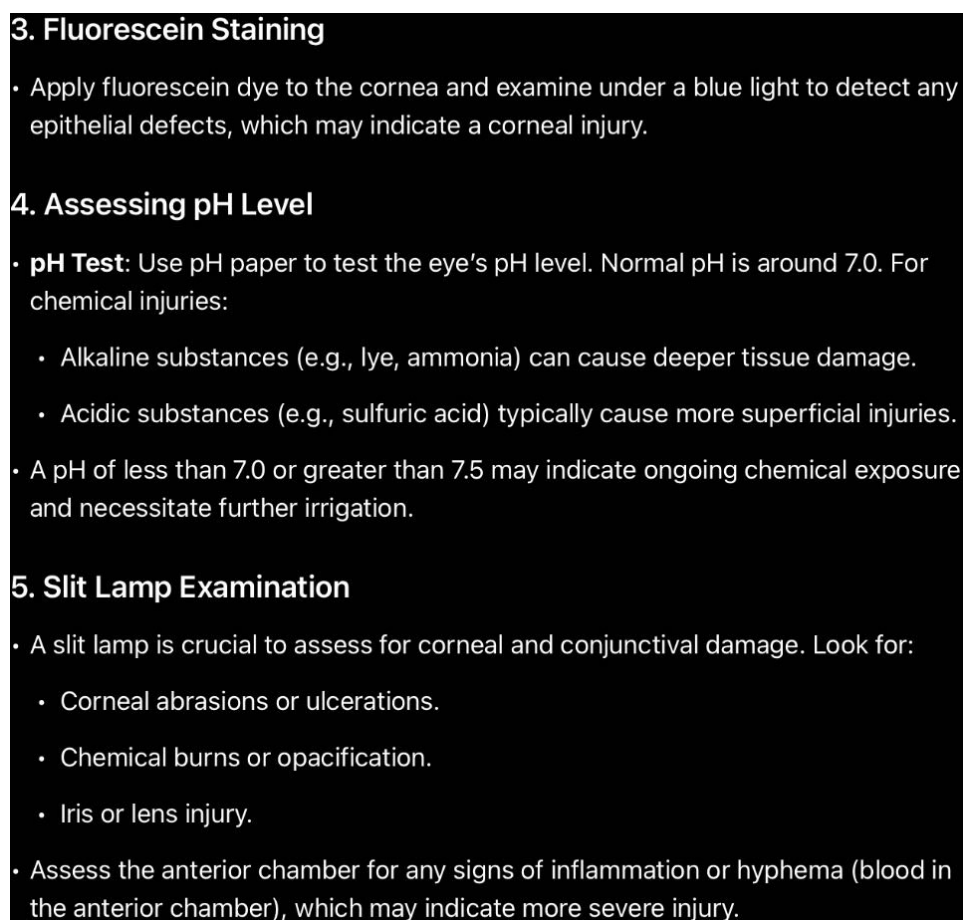 3. Fluorescein Staining
• Apply fluorescein dye to the cornea and examine under a blue light to detect any
epithelial defects, which may indicate a corneal injury.
4. Assessing pH Level
• pH Test: Use pH paper to test the eye’s pH level. Normal pH is around 7.0. For
chemical injuries:
• Alkaline substances (e.g., lye, ammonia) can cause deeper tissue damage.
• Acidic substances (e.g., sulfuric acid) typically cause more superficial injuries.
• A pH of less than 7.0 or greater than 7.5 may indicate ongoing chemical exposure
and necessitate further irrigation.
5. Slit Lamp Examination
• A slit lamp is crucial to assess for corneal and conjunctival damage. Look for:
• Corneal abrasions or ulcerations.
• Chemical burns or opacification.
• Iris or lens injury.
• Assess the anterior chamber for any signs of inflammation or hyphema (blood in
the anterior chamber), which may indicate more severe injury.